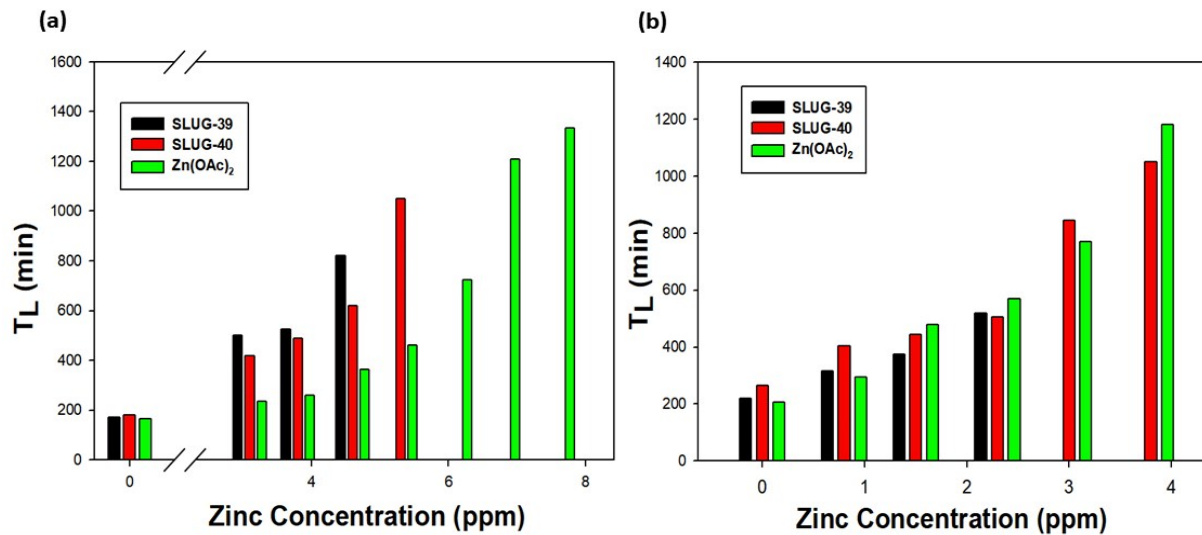 (a)
1600
1400
1200
1000
800
600
400
200
0
T_L (min)
SLUG-39
SLUG-40
Zn(OAc)₂
0 4 6 8
Zinc Concentration (ppm)
(b)
1400
1200
1000
800
600
400
200
0
T_L (min)
SLUG-39
SLUG-40
Zn(OAc)₂
0 1 2 3 4
Zinc Concentration (ppm)